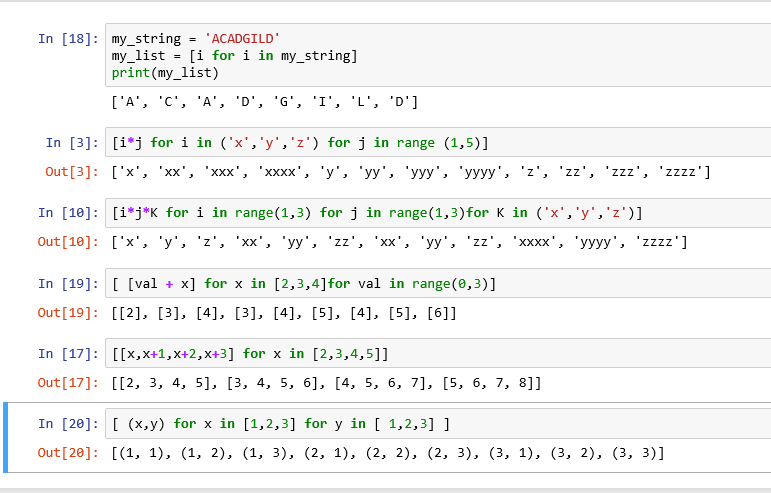 In [18]: my_string = 'ACADGILD'
my_list = [i for i in my_string]
print(my_list)
['A', 'C', 'A', 'D', 'G', 'I', 'L', 'D']
In [3]: [i*j for i in ('x','y','z') for j in range (1,5)]
Out[3]: ['x', 'xx', 'xxx', 'xxxx', 'y', 'yy', 'yyy', 'yyyy', 'z', 'zz', 'zzz', 'zzzz']
In [10]: [i*j*K for i in range(1,3) for j in range(1,3)for K in ('x','y','z')]
Out[10]: ['x', 'y', 'z', 'xx', 'yy', 'zz', 'xx', 'yy', 'zz', 'xxxx', 'yyyy', 'zzzz']
In [19]: [ [val + x] for x in [2,3,4]for val in range(0,3)]
Out[19]: [[2], [3], [4], [3], [4], [5], [4], [5], [6]]
In [17]: [[x,x+1,x+2,x+3] for x in [2,3,4,5]]
Out[17]: [[2, 3, 4, 5], [3, 4, 5, 6], [4, 5, 6, 7], [5, 6, 7, 8]]
In [20]: [ (x,y) for x in [1,2,3] for y in [ 1,2,3] ]
Out[20]: [(1, 1), (1, 2), (1, 3), (2, 1), (2, 2), (2, 3), (3, 1), (3, 2), (3, 3)]